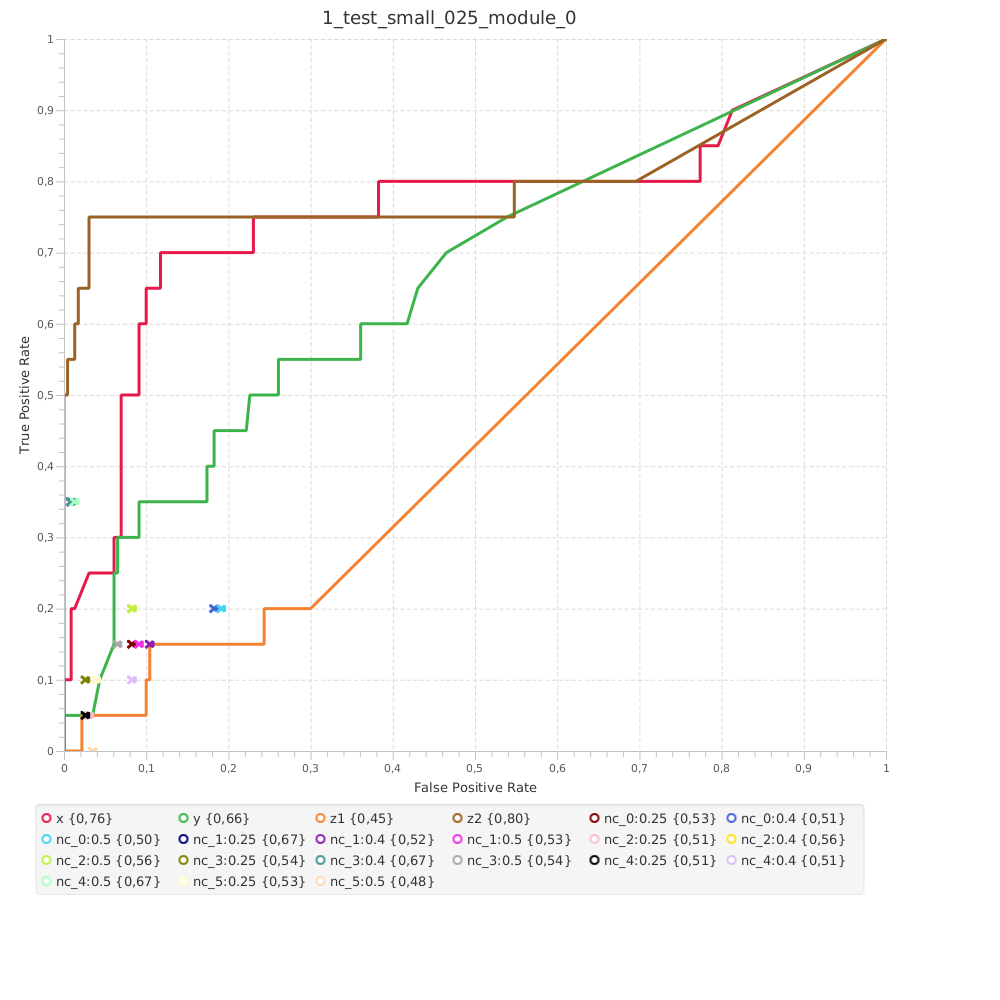 1_test_small_025_module_0
1
0,9
0,8
0,7
0,6
0,5
0,4
0,3
0,2
0,1
0
True Positive Rate
0 0,1 0,2 0,3 0,4 0,5 0,6 0,7 0,8 0,9 1
False Positive Rate
x {0,76} y {0,66} z1 {0,45} z2 {0,80} nc_0:0.25 {0,53} nc_0:0.4 {0,51}
nc_0:0.5 {0,50} nc_1:0.25 {0,67} nc_1:0.4 {0,52} nc_1:0.5 {0,53} nc_2:0.25 {0,51} nc_2:0.4 {0,56}
nc_2:0.5 {0,56} nc_3:0.25 {0,54} nc_3:0.4 {0,67} nc_3:0.5 {0,54} nc_4:0.25 {0,51} nc_4:0.4 {0,51}
nc_4:0.5 {0,67} nc_5:0.25 {0,53} nc_5:0.5 {0,48}